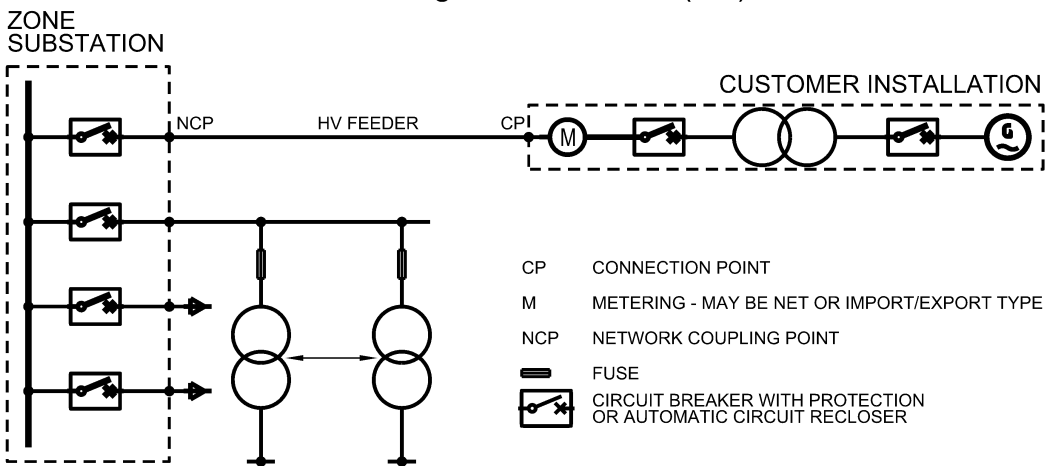 ZONE
SUBSTATION
CUSTOMER INSTALLATION
NCP
HV FEEDER
CP
M
G
CP CONNECTION POINT
M METERING - MAY BE NET OR IMPORT/EXPORT TYPE
NCP NETWORK COUPLING POINT
FUSE
CIRCUIT BREAKER WITH PROTECTION
OR AUTOMATIC CIRCUIT RECLOSER